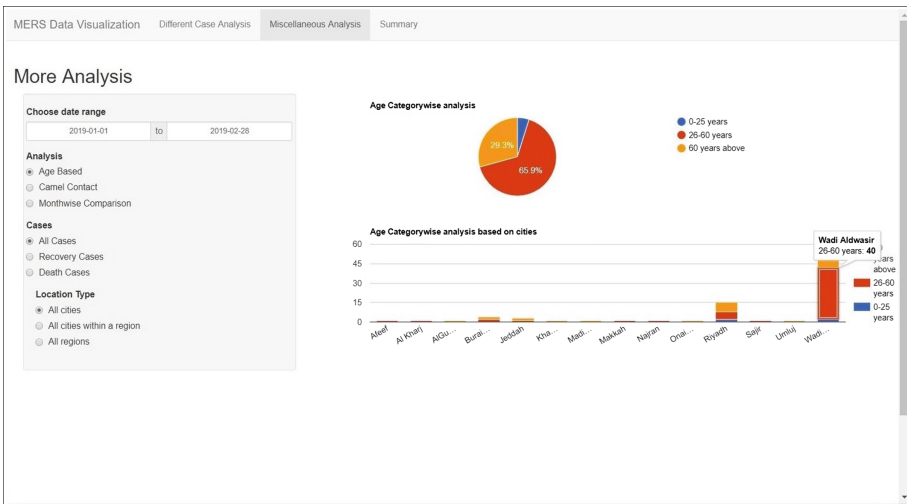 MERS Data Visualization Different Case Analysis Miscellaneous Analysis Summary
More Analysis
Choose date range
2019-01-01 to 2019-02-28
Analysis
Age Based
Camel Contact
Monthwise Comparison
Cases
All Cases
Recovery Cases
Death Cases
Location Type
All cities
All cities within a region
All regions
Age Categorywise analysis
29.3%
65.9%
0-25 years
26-60 years
60 years above
Age Categorywise analysis based on cities
60
45
30
15
0
Afeef
Al Kharj
AlGu...
Burai...
Jeddah
Kha...
Madi...
Makkah
Najran
Onai...
Riyadh
Sajir
Umluj
Wadi...
Wadi Aldwasir
26-60 years: 40
years
above
26-60
years
0-25
years